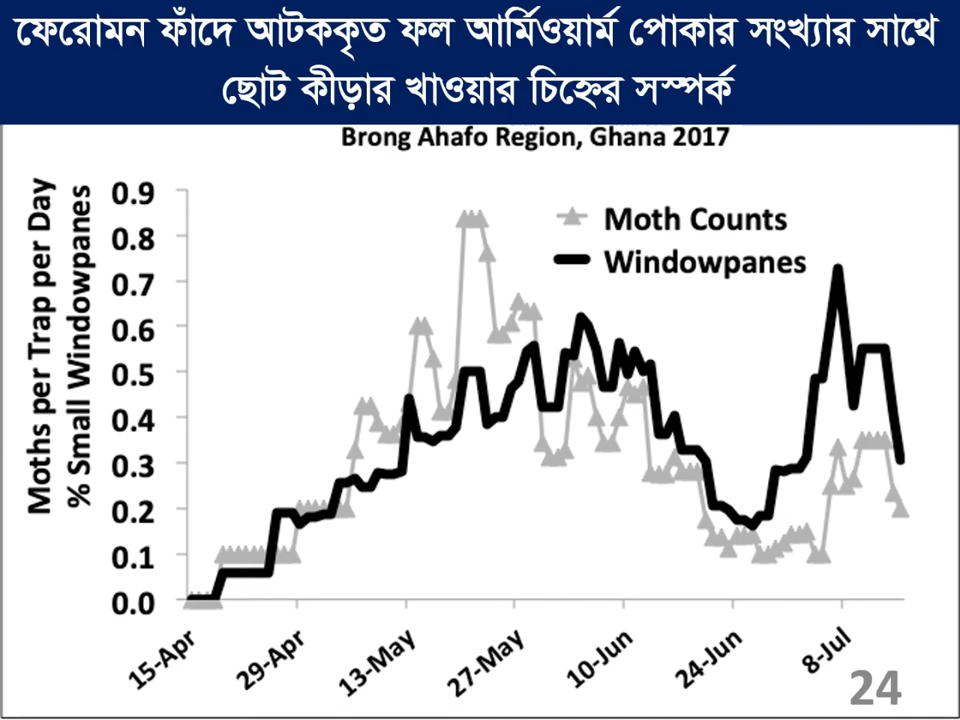 ফেরোমন ফাঁদে আটককৃত ফল আর্মিওয়ার্ম পোকার সংখ্যার সাথে
ছোট কীড়ার খাওয়ার চিহ্নের সস্পর্ক
Brong Ahafo Region, Ghana 2017
Moths per Trap per Day
% Small Windowpanes
0.9
0.8
0.7
0.6
0.5
0.4
0.3
0.2
0.1
0.0
Moth Counts
Windowpanes
15-Apr
29-Apr
13-May
27-May
10-Jun
24-Jun
8-Jul
24